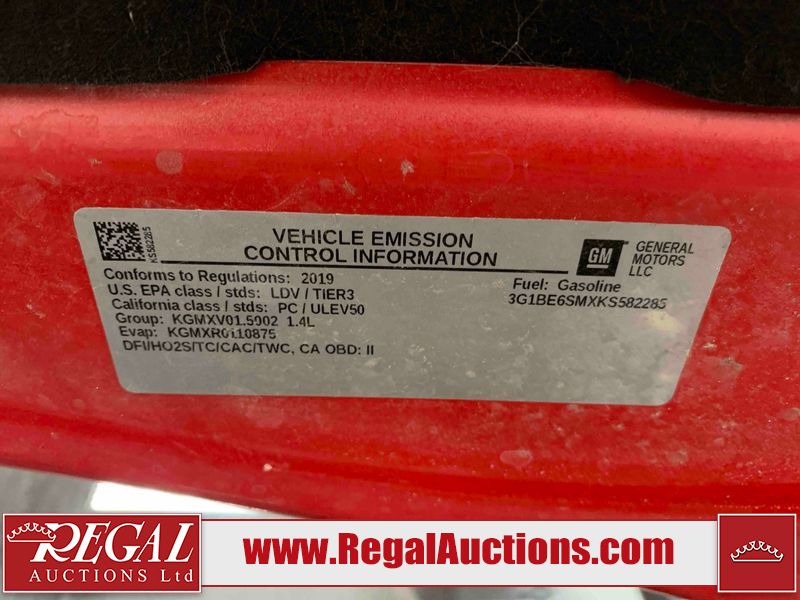 KS582285
VEHICLE EMISSION
CONTROL INFORMATION
GM
GENERAL
MOTORS
LLC
Conforms to Regulations: 2019
U.S. EPA class / stds: LDV / TIER3
California class / stds: PC / ULEV50
Group: KGMXV01.5002 1.4L
Evap: KGMXR0110875
DFI/HO2S/TC/CAC/TWC, CA OBD: II
Fuel: Gasoline
3G1BE6SMXKS582285
REGAL
AUCTIONS Ltd
www.RegalAuctions.com